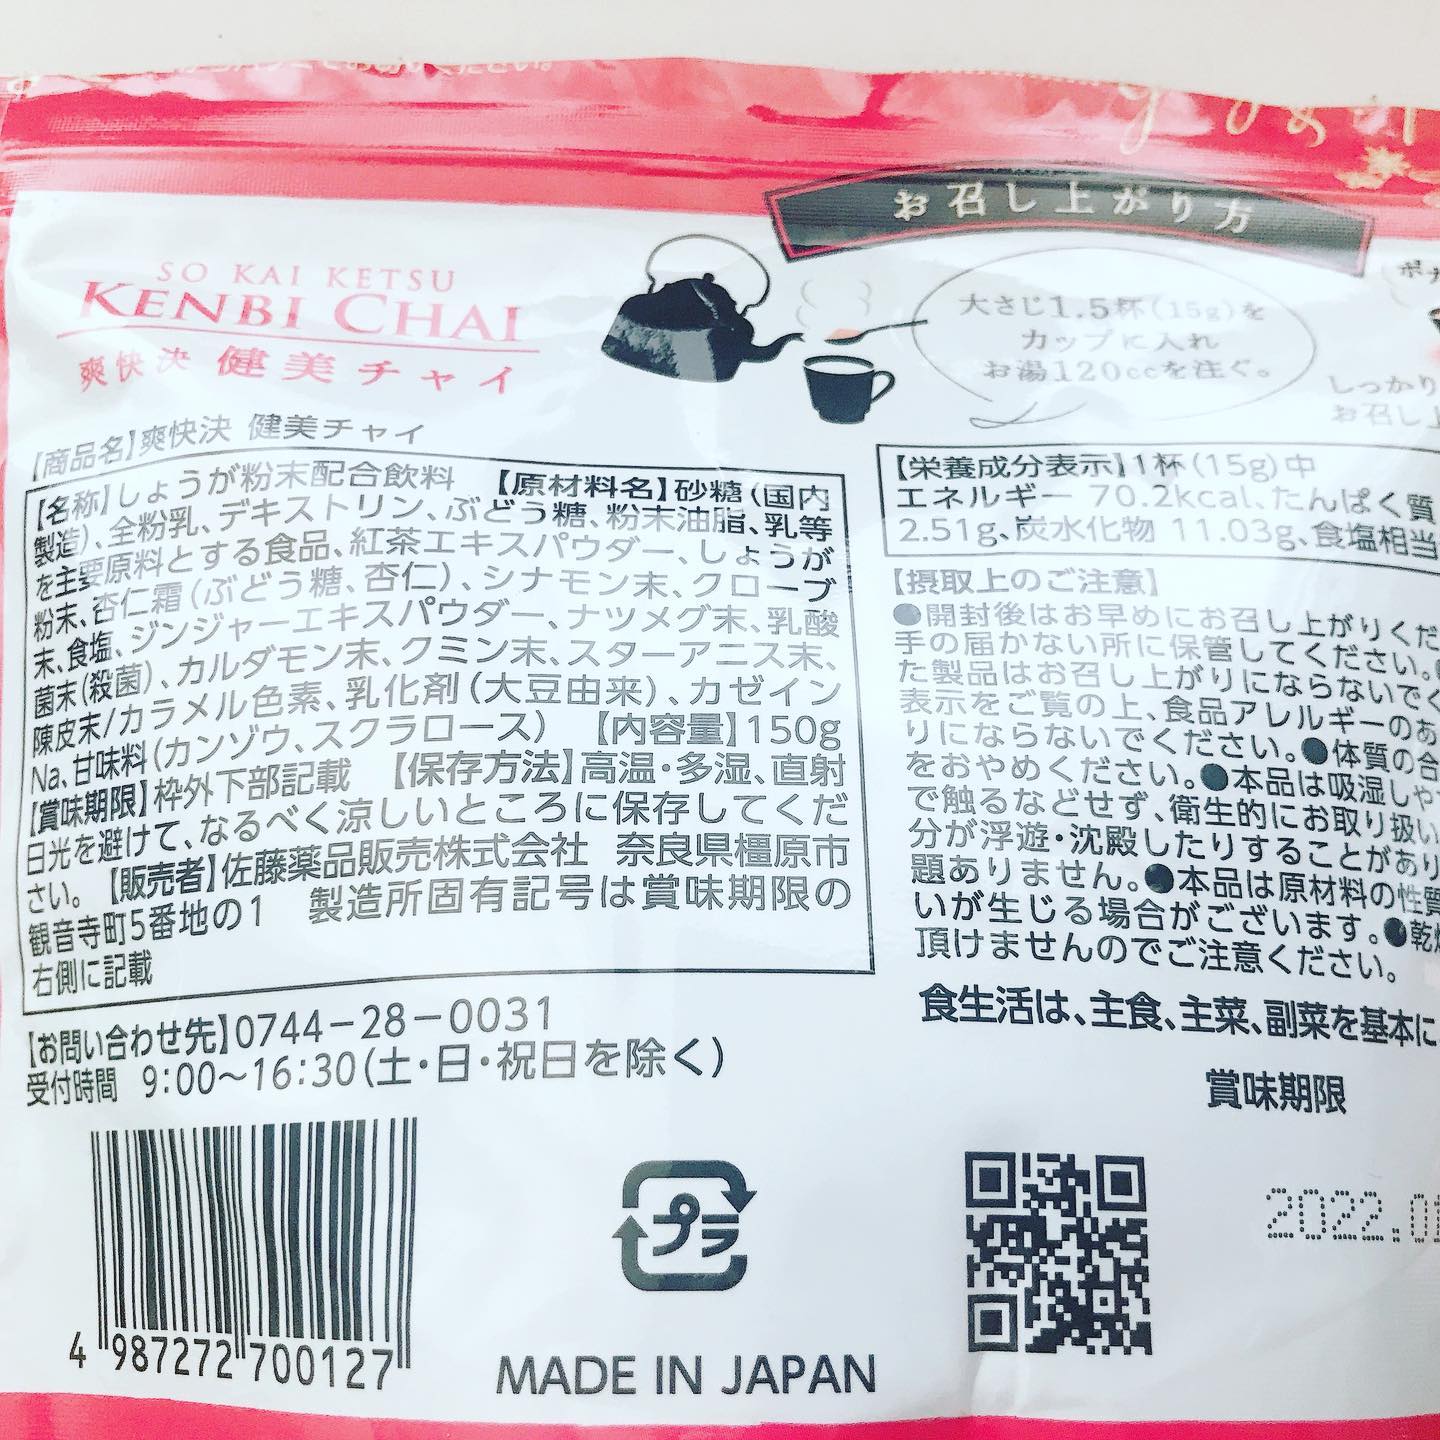 お召し上がり方
SO KAI KETSU
KENBI CHAI
爽快決 健美チャイ
大さじ1.5杯(15g)を
カップに入れ
お湯120ccを注ぐ。
しっかり
お召し上
【商品名】爽快決 健美チャイ
【名称】しょうが粉末配合飲料 【原材料名】砂糖(国内
製造)、全粉乳、デキストリン、ぶどう糖、粉末油脂、乳等
を主要原料とする食品、紅茶エキスパウダー、しょうが
粉末、杏仁霜(ぶどう糖、杏仁)、シナモン末、クローブ
末、食塩、ジンジャーエキスパウダー、ナツメグ末、乳酸
菌末(殺菌)、カルダモン末、クミン末、スターアニス末、
陳皮末/カラメル色素、乳化剤(大豆由来)、カゼイン
Na、甘味料(カンゾウ、スクラロース) 【内容量】150g
【賞味期限】枠外下部記載 【保存方法】高温・多湿、直射
日光を避けて、なるべく涼しいところに保存してくだ
さい。 【販売者】佐藤薬品販売株式会社 奈良県橿原市
観音寺町5番地の1 製造所固有記号は賞味期限の
右側に記載
【お問い合わせ先】0744-28-0031
受付時間 9:00〜16:30(土・日・祝日を除く)
【栄養成分表示】1杯(15g)中
エネルギー 70.2kcal、たんぱく質
2.51g、炭水化物 11.03g、食塩相当
【摂取上のご注意】
●開封後はお早めにお召し上がりくだ
手の届かない所に保管してください。
た製品はお召し上がりにならないでく
表示をご覧の上、食品アレルギーのあ
りにならないでください。●体質の合
をおやめください。●本品は吸湿しや
で触るなどせず、衛生的にお取り扱い
分が浮遊・沈殿したりすることがあり
題ありません。●本品は原材料の性質
いが生じる場合がございます。●乾燥
頂けませんのでご注意ください。
食生活は、主食、主菜、副菜を基本に
賞味期限
2022.01
4 987272 700127
プラ
MADE IN JAPAN